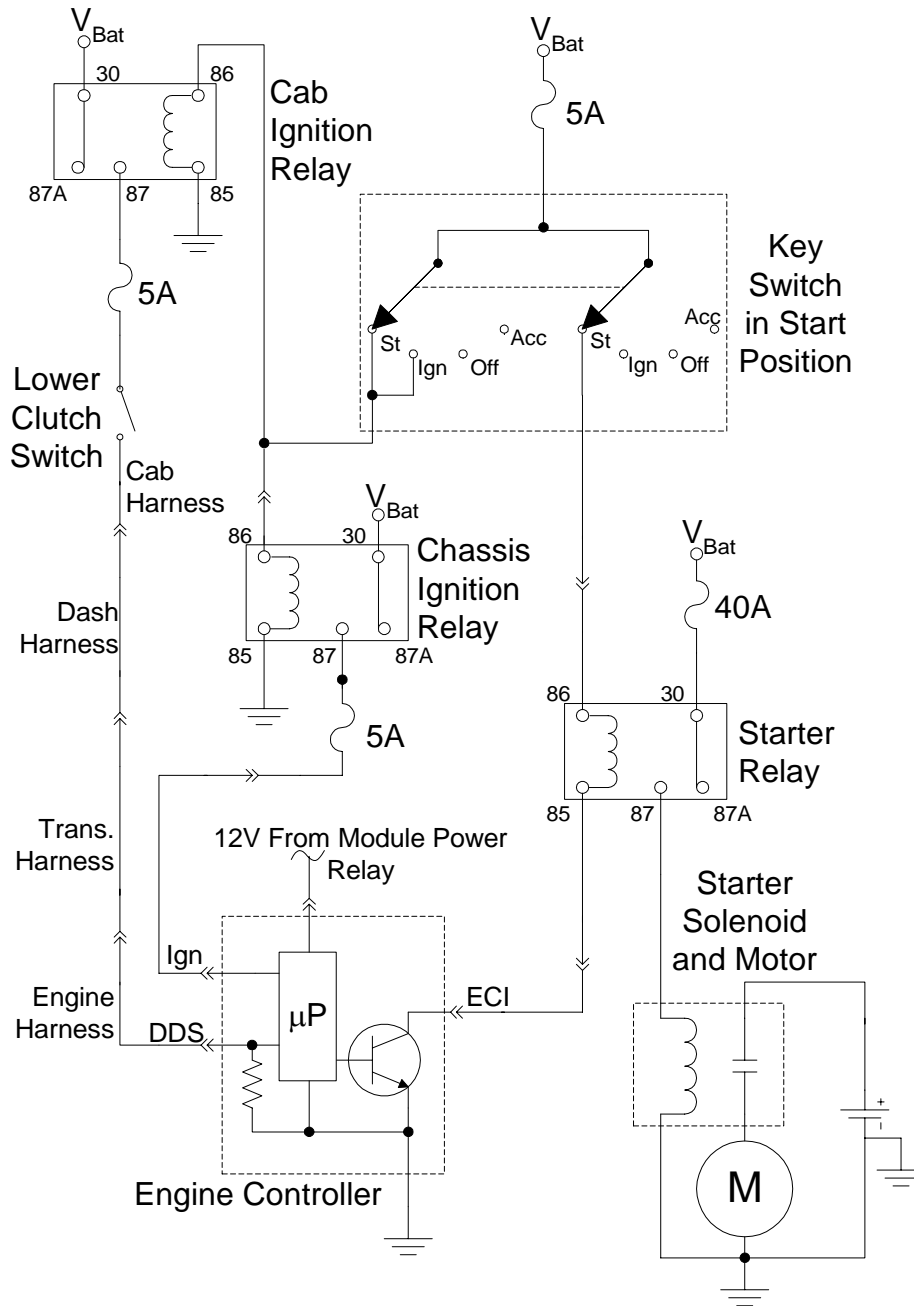 V Bat
30
86
Cab
Ignition
Relay
87A
87
85
5A
V Bat
5A
Key
Switch
in Start
Position
St
Ign
Off
Acc
St
Ign
Off
Acc
Lower
Clutch
Switch
Cab
Harness
V Bat
86
30
Chassis
Ignition
Relay
85
87
87A
5A
Dash
Harness
V Bat
40A
86
30
Starter
Relay
85
87
87A
Trans.
Harness
12V From Module Power
Relay
Starter
Solenoid
and Motor
Ign
Engine
Harness
DDS
µP
ECI
Engine Controller
M
+
-